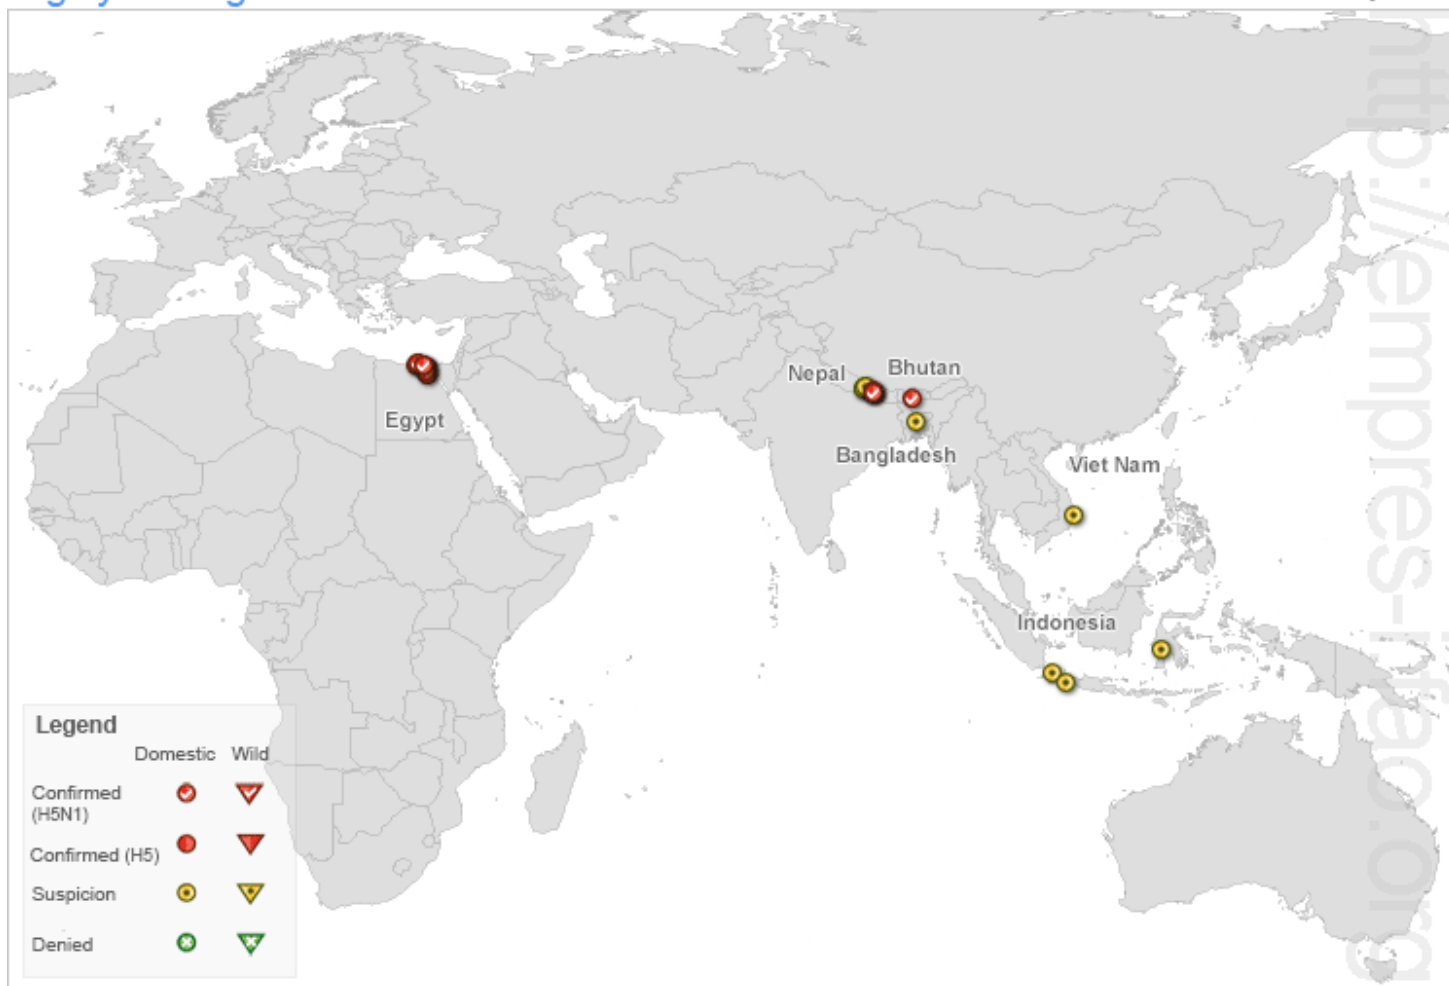 Nepal
Bhutan
Egypt
Bangladesh
Viet Nam
Indonesia
Legend
Domestic Wild
Confirmed
(H5N1)
Confirmed (H5)
Suspicion
Denied
http://empres-i.fao.org